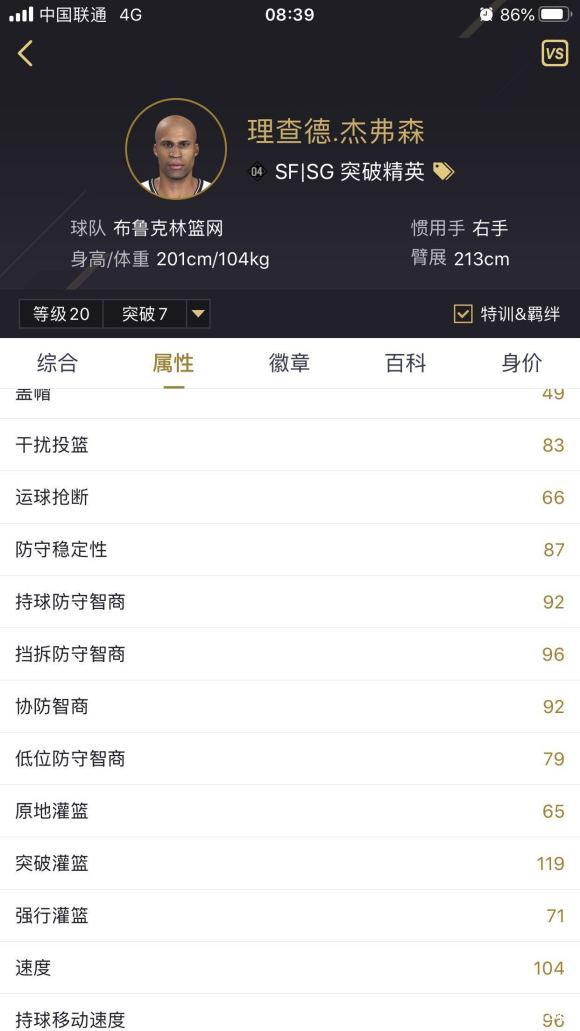 中国联通 4G 08:39 86%
VS
理查德.杰弗森
04 SF|SG 突破精英
球队 布鲁克林篮网 惯用手 右手
身高/体重 201cm/104kg 臂展 213cm
等级20 突破7 特训&羁绊
综合 属性 徽章 百科 身价
盖帽 49
干扰投篮 83
运球抢断 66
防守稳定性 87
持球防守智商 92
挡拆防守智商 96
协防智商 92
低位防守智商 79
原地灌篮 65
突破灌篮 119
强行灌篮 71
速度 104
持球移动速度 96